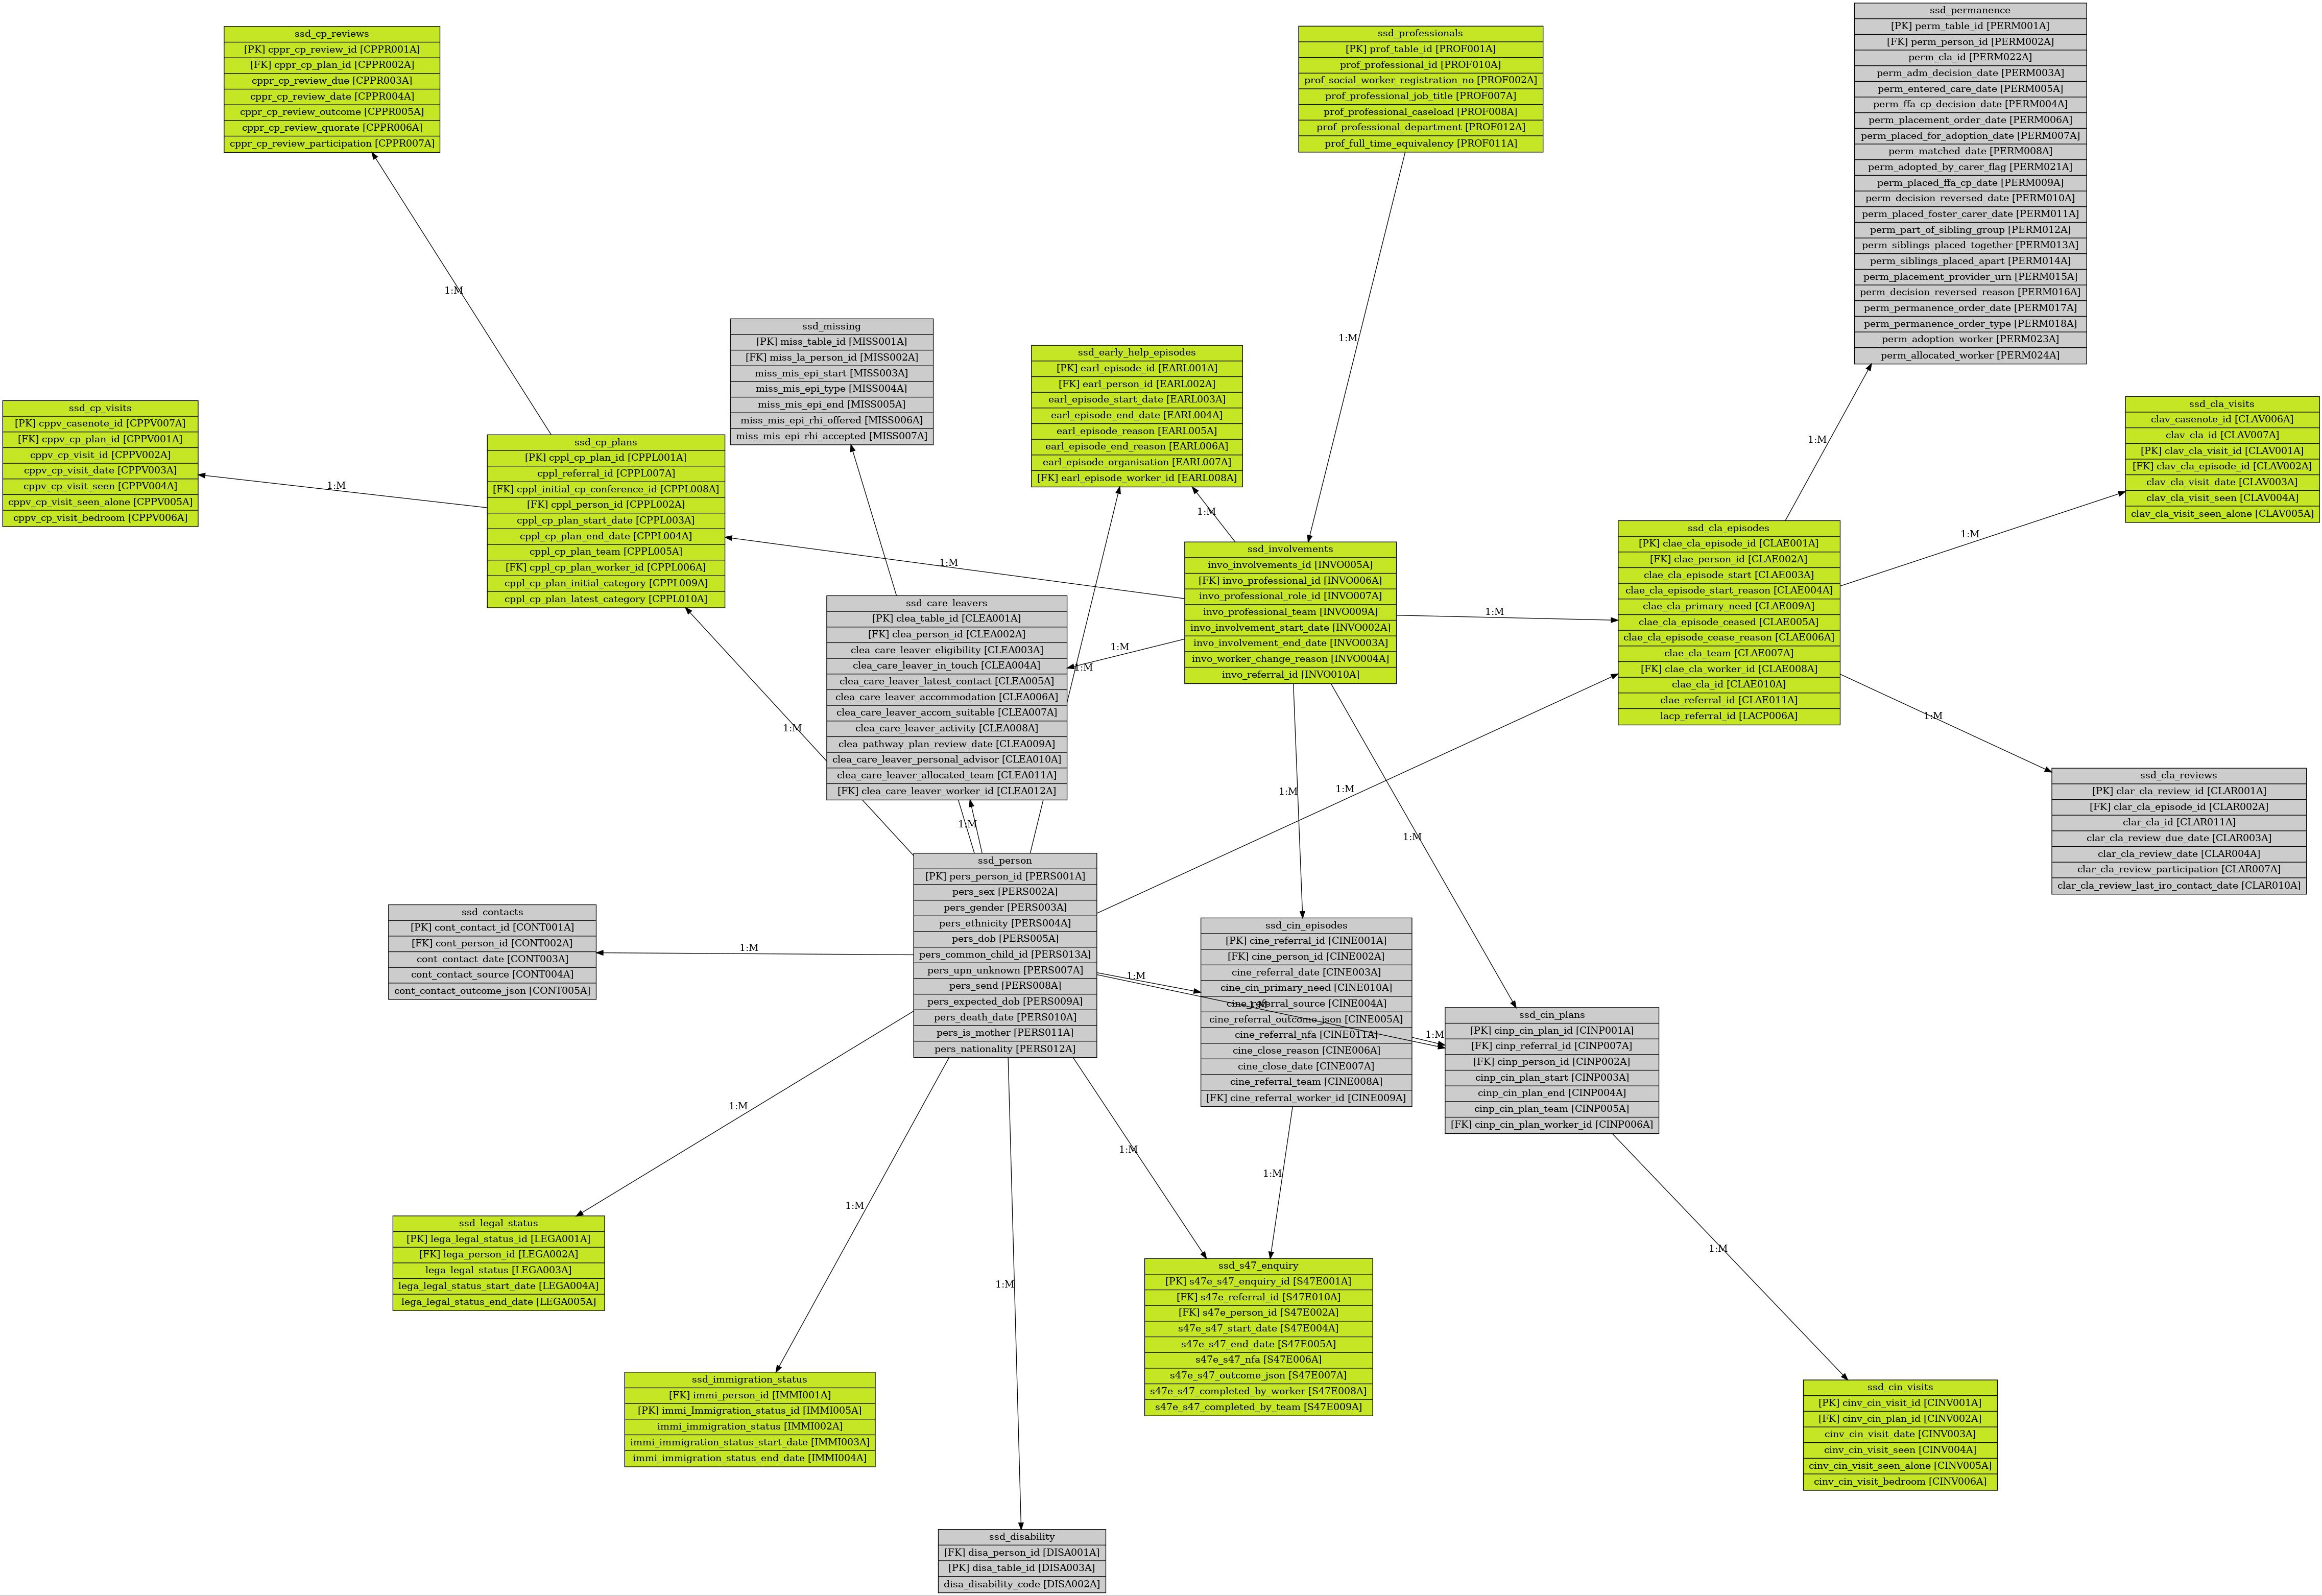 ssd_cp_reviews
[PK] cppr_cp_review_id [CPPR001A]
[FK] cppr_cp_plan_id [CPPR002A]
cppr_cp_review_due [CPPR003A]
cppr_cp_review_date [CPPR004A]
cppr_cp_review_outcome [CPPR005A]
cppr_cp_review_quorate [CPPR006A]
cppr_cp_review_participation [CPPR007A]
ssd_professionals
[PK] prof_table_id [PROF001A]
prof_professional_id [PROF010A]
prof_social_worker_registration_no [PROF002A]
prof_professional_job_title [PROF007A]
prof_professional_caseload [PROF008A]
prof_professional_department [PROF012A]
prof_full_time_equivalency [PROF011A]
ssd_permanence
[PK] perm_table_id [PERM001A]
[FK] perm_person_id [PERM002A]
perm_cla_id [PERM022A]
perm_adm_decision_date [PERM003A]
perm_entered_care_date [PERM005A]
perm_ffa_cp_decision_date [PERM004A]
perm_placement_order_date [PERM006A]
perm_placed_for_adoption_date [PERM007A]
perm_matched_date [PERM008A]
perm_adopted_by_carer_flag [PERM021A]
perm_placed_ffa_cp_date [PERM009A]
perm_decision_reversed_date [PERM010A]
perm_placed_foster_carer_date [PERM011A]
perm_part_of_sibling_group [PERM012A]
perm_siblings_placed_together [PERM013A]
perm_siblings_placed_apart [PERM014A]
perm_placement_provider_urn [PERM015A]
perm_decision_reversed_reason [PERM016A]
perm_permanence_order_date [PERM017A]
perm_permanence_order_type [PERM018A]
perm_adoption_worker [PERM023A]
perm_allocated_worker [PERM024A]
1:M
1:M
ssd_missing
[PK] miss_table_id [MISS001A]
[FK] miss_la_person_id [MISS002A]
miss_mis_epi_start [MISS003A]
miss_mis_epi_type [MISS004A]
miss_mis_epi_end [MISS005A]
miss_mis_epi_rhi_offered [MISS006A]
miss_mis_epi_rhi_accepted [MISS007A]
ssd_early_help_episodes
[PK] earl_episode_id [EARL001A]
[FK] earl_person_id [EARL002A]
earl_episode_start_date [EARL003A]
earl_episode_end_date [EARL004A]
earl_episode_reason [EARL005A]
earl_episode_end_reason [EARL006A]
earl_episode_organisation [EARL007A]
[FK] earl_episode_worker_id [EARL008A]
ssd_cp_visits
[PK] cppv_casenote_id [CPPV007A]
[FK] cppv_cp_plan_id [CPPV001A]
cppv_cp_visit_id [CPPV002A]
cppv_cp_visit_date [CPPV003A]
cppv_cp_visit_seen [CPPV004A]
cppv_cp_visit_seen_alone [CPPV005A]
cppv_cp_visit_bedroom [CPPV006A]
1:M
ssd_cp_plans
[PK] cppl_cp_plan_id [CPPL001A]
cppl_referral_id [CPPL007A]
[FK] cppl_initial_cp_conference_id [CPPL008A]
[FK] cppl_person_id [CPPL002A]
cppl_cp_plan_start_date [CPPL003A]
cppl_cp_plan_end_date [CPPL004A]
cppl_cp_plan_team [CPPL005A]
[FK] cppl_cp_plan_worker_id [CPPL006A]
cppl_cp_plan_initial_category [CPPL009A]
cppl_cp_plan_latest_category [CPPL010A]
1:M
ssd_cla_visits
clav_casenote_id [CLAV006A]
clav_cla_id [CLAV007A]
[PK] clav_cla_visit_id [CLAV001A]
[FK] clav_cla_episode_id [CLAV002A]
clav_cla_visit_date [CLAV003A]
clav_cla_visit_seen [CLAV004A]
clav_cla_visit_seen_alone [CLAV005A]
1:M
1:M
1:M
ssd_involvements
invo_involvements_id [INVO005A]
[FK] invo_professional_id [INVO006A]
invo_professional_role_id [INVO007A]
invo_professional_team [INVO009A]
invo_involvement_start_date [INVO002A]
invo_involvement_end_date [INVO003A]
invo_worker_change_reason [INVO004A]
invo_referral_id [INVO010A]
1:M
ssd_cla_episodes
[PK] clae_cla_episode_id [CLAE001A]
[FK] clae_person_id [CLAE002A]
clae_cla_episode_start [CLAE003A]
clae_cla_episode_start_reason [CLAE004A]
clae_cla_primary_need [CLAE009A]
clae_cla_episode_ceased [CLAE005A]
clae_cla_episode_cease_reason [CLAE006A]
clae_cla_team [CLAE007A]
[FK] clae_cla_worker_id [CLAE008A]
clae_cla_id [CLAE010A]
clae_referral_id [CLAE011A]
lacp_referral_id [LACP006A]
ssd_care_leavers
[PK] clea_table_id [CLEA001A]
[FK] clea_person_id [CLEA002A]
clea_care_leaver_eligibility [CLEA003A]
clea_care_leaver_in_touch [CLEA004A]
clea_care_leaver_latest_contact [CLEA005A]
clea_care_leaver_accommodation [CLEA006A]
clea_care_leaver_accom_suitable [CLEA007A]
clea_care_leaver_activity [CLEA008A]
clea_pathway_plan_review_date [CLEA009A]
clea_care_leaver_personal_advisor [CLEA010A]
clea_care_leaver_allocated_team [CLEA011A]
[FK] clea_care_leaver_worker_id [CLEA012A]
1:M
1:M
1:M
1:M
1:M
1:M
1:M
1:M
ssd_cla_reviews
[PK] clar_cla_review_id [CLAR001A]
[FK] clar_cla_episode_id [CLAR002A]
clar_cla_id [CLAR011A]
clar_cla_review_due_date [CLAR003A]
clar_cla_review_date [CLAR004A]
clar_cla_review_participation [CLAR007A]
clar_cla_review_last_iro_contact_date [CLAR010A]
ssd_person
[PK] pers_person_id [PERS001A]
pers_sex [PERS002A]
pers_gender [PERS003A]
pers_ethnicity [PERS004A]
pers_dob [PERS005A]
pers_common_child_id [PERS013A]
pers_upn_unknown [PERS007A]
pers_send [PERS008A]
pers_expected_dob [PERS009A]
pers_death_date [PERS010A]
pers_is_mother [PERS011A]
pers_nationality [PERS012A]
ssd_contacts
[PK] cont_contact_id [CONT001A]
[FK] cont_person_id [CONT002A]
cont_contact_date [CONT003A]
cont_contact_source [CONT004A]
cont_contact_outcome_json [CONT005A]
1:M
1:M
ssd_cin_episodes
[PK] cine_referral_id [CINE001A]
[FK] cine_person_id [CINE002A]
cine_referral_date [CINE003A]
cine_cin_primary_need [CINE010A]
cine_referral_source [CINE004A]
cine_referral_outcome_json [CINE005A]
cine_referral_nfa [CINE011A]
cine_close_reason [CINE006A]
cine_close_date [CINE007A]
cine_referral_team [CINE008A]
[FK] cine_referral_worker_id [CINE009A]
1:M
1:M
ssd_cin_plans
[PK] cinp_cin_plan_id [CINP001A]
[FK] cinp_referral_id [CINP007A]
[FK] cinp_person_id [CINP002A]
cinp_cin_plan_start [CINP003A]
cinp_cin_plan_end [CINP004A]
cinp_cin_plan_team [CINP005A]
[FK] cinp_cin_plan_worker_id [CINP006A]
1:M
1:M
1:M
1:M
1:M
1:M
ssd_legal_status
[PK] lega_legal_status_id [LEGA001A]
[FK] lega_person_id [LEGA002A]
lega_legal_status [LEGA003A]
lega_legal_status_start_date [LEGA004A]
lega_legal_status_end_date [LEGA005A]
ssd_s47_enquiry
[PK] s47e_s47_enquiry_id [S47E001A]
[FK] s47e_referral_id [S47E010A]
[FK] s47e_person_id [S47E002A]
s47e_s47_start_date [S47E004A]
s47e_s47_end_date [S47E005A]
s47e_s47_nfa [S47E006A]
s47e_s47_outcome_json [S47E007A]
s47e_s47_completed_by_worker [S47E008A]
s47e_s47_completed_by_team [S47E009A]
ssd_immigration_status
[FK] immi_person_id [IMMI001A]
[PK] immi_Immigration_status_id [IMMI005A]
immi_immigration_status [IMMI002A]
immi_immigration_status_start_date [IMMI003A]
immi_immigration_status_end_date [IMMI004A]
ssd_cin_visits
[PK] cinv_cin_visit_id [CINV001A]
[FK] cinv_cin_plan_id [CINV002A]
cinv_cin_visit_date [CINV003A]
cinv_cin_visit_seen [CINV004A]
cinv_cin_visit_seen_alone [CINV005A]
cinv_cin_visit_bedroom [CINV006A]
ssd_disability
[FK] disa_person_id [DISA001A]
[PK] disa_table_id [DISA003A]
disa_disability_code [DISA002A]